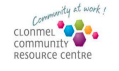 Community at work !
CLONMEL
COMMUNITY
RESOURCE CENTRE